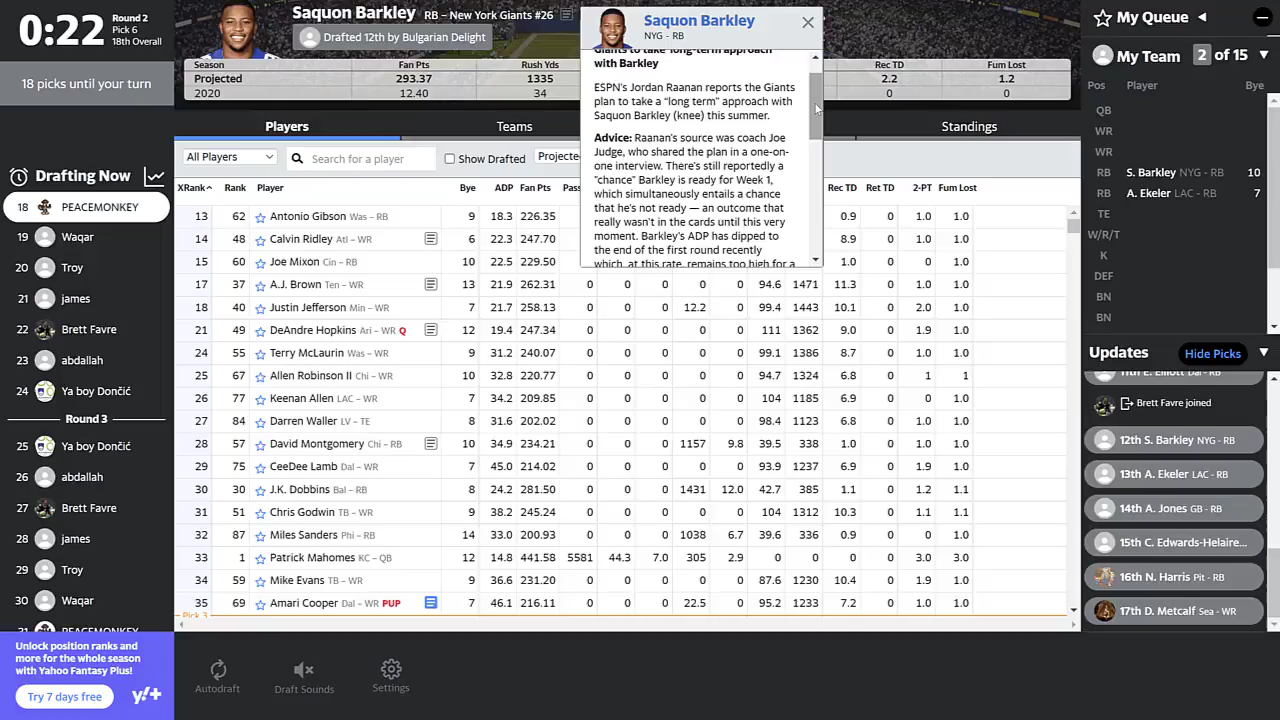 0:22
Round 2
Pick 6
18th Overall
18 picks until your turn
Drafting Now
18 PEACEMONKEY
19 Waqar
20 Troy
21 james
22 Brett Favre
23 abdallah
24 Ya boy Dončić
Round 3
25 Ya boy Dončić
26 abdallah
27 Brett Favre
28 james
29 Troy
30 Waqar
31 PEACEMONKEY
Unlock position ranks and
more for the whole season
with Yahoo Fantasy Plus!
Try 7 days free
y!+
Saquon Barkley RB – New York Giants #26
Drafted 12th by Bulgarian Delight
Season Fan Pts Rush Yds Rec TD Fum Lost
Projected 293.37 1335 2.2 1.2
2020 12.40 34 0 0
Saquon Barkley
NYG - RB
Giants to take 'long-term approach'
with Barkley
ESPN's Jordan Raanan reports the Giants
plan to take a “long term” approach with
Saquon Barkley (knee) this summer.
Advice: Raanan's source was coach Joe
Judge, who shared the plan in a one-on-
one interview. There's still reportedly a
“chance” Barkley is ready for Week 1,
which simultaneously entails a chance
that he's not ready — an outcome that
really wasn't in the cards until this very
moment. Barkley's ADP has dipped to
the end of the first round recently
which, at this rate, remains too high for a
Players Teams Standings
All Players Search for a player Show Drafted Projec
XRank Rank Player Bye ADP Fan Pts Pass Rec TD Ret TD 2-PT Fum Lost
13 62 Antonio Gibson Was – RB 9 18.3 226.35 0.9 0 1.0 1.0
14 48 Calvin Ridley Atl – WR 6 22.3 247.70 8.9 0 1.0 1.0
15 60 Joe Mixon Cin – RB 10 22.5 229.50 1.0 0 0 1.0
17 37 A.J. Brown Ten – WR 13 21.9 262.31 0 0 0 0 0 94.6 1471 11.3 0 1.0 1.0
18 40 Justin Jefferson Min – WR 7 21.7 258.13 0 0 0 12.2 0 99.4 1443 10.1 0 2.0 1.0
21 49 DeAndre Hopkins Ari – WR Q 12 19.4 247.34 0 0 0 0 0 111 1362 9.0 0 1.9 1.0
24 55 Terry McLaurin Was – WR 9 31.2 240.07 0 0 0 0 0 99.1 1386 8.7 0 1.0 1.0
25 67 Allen Robinson II Chi – WR 10 32.8 220.77 0 0 0 0 0 94.7 1324 6.8 0 1 1
26 77 Keenan Allen LAC – WR 7 34.2 209.85 0 0 0 0 0 104 1185 6.9 0 0 1.0
27 84 Darren Waller LV – TE 8 31.6 202.02 0 0 0 0 0 98.4 1123 6.8 0 1.0 1.0
28 57 David Montgomery Chi – RB 10 34.9 234.21 0 0 0 1157 9.8 39.5 338 1.0 0 1.0 1.0
29 75 CeeDee Lamb Dal – WR 7 45.0 214.02 0 0 0 0 0 93.9 1237 6.9 0 1.9 1.0
30 30 J.K. Dobbins Bal – RB 8 24.2 281.50 0 0 0 1431 12.0 42.7 385 1.1 0 1.2 1.1
31 51 Chris Godwin TB – WR 9 38.2 245.24 0 0 0 0 0 104 1312 10.3 0 1.1 1.0
32 87 Miles Sanders Phi – RB 14 33.0 200.93 0 0 0 1038 6.7 39.6 336 0.9 0 0 1.0
33 1 Patrick Mahomes KC – QB 12 14.8 441.58 5581 44.3 7.0 305 2.9 0 0 0 0 3.0 3.0
34 59 Mike Evans TB – WR 9 36.6 231.20 0 0 0 0 0 87.6 1230 10.4 0 1.9 1.0
35 69 Amari Cooper Dal – WR PUP 7 46.1 216.11 0 0 0 22.5 0 95.2 1233 7.2 0 1.0 1.0
Pick 3
Autodraft
Draft Sounds
Settings
My Queue
My Team 2 of 15
Pos Player Bye
QB
WR
WR
RB S. Barkley NYG - RB 10
RB A. Ekeler LAC - RB 7
TE
W/R/T
K
DEF
BN
BN
Updates Hide Picks
11th E. Elliott Dal - RB
Brett Favre joined
12th S. Barkley NYG - RB
13th A. Ekeler LAC - RB
14th A. Jones GB - RB
15th C. Edwards-Helaire...
16th N. Harris Pit - RB
17th D. Metcalf Sea - WR